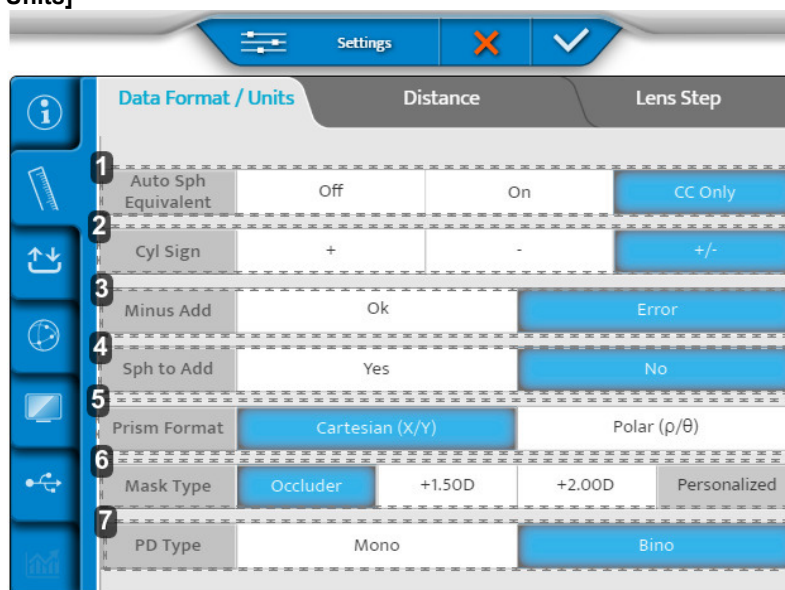 Units]
Settings
Data Format / Units Distance Lens Step
1
Auto Sph Equivalent Off On CC Only
2
Cyl Sign + - +/-
3
Minus Add Ok Error
4
Sph to Add Yes No
5
Prism Format Cartesian (X/Y) Polar (ρ/θ)
6
Mask Type Occluder +1.50D +2.00D Personalized
7
PD Type Mono Bino